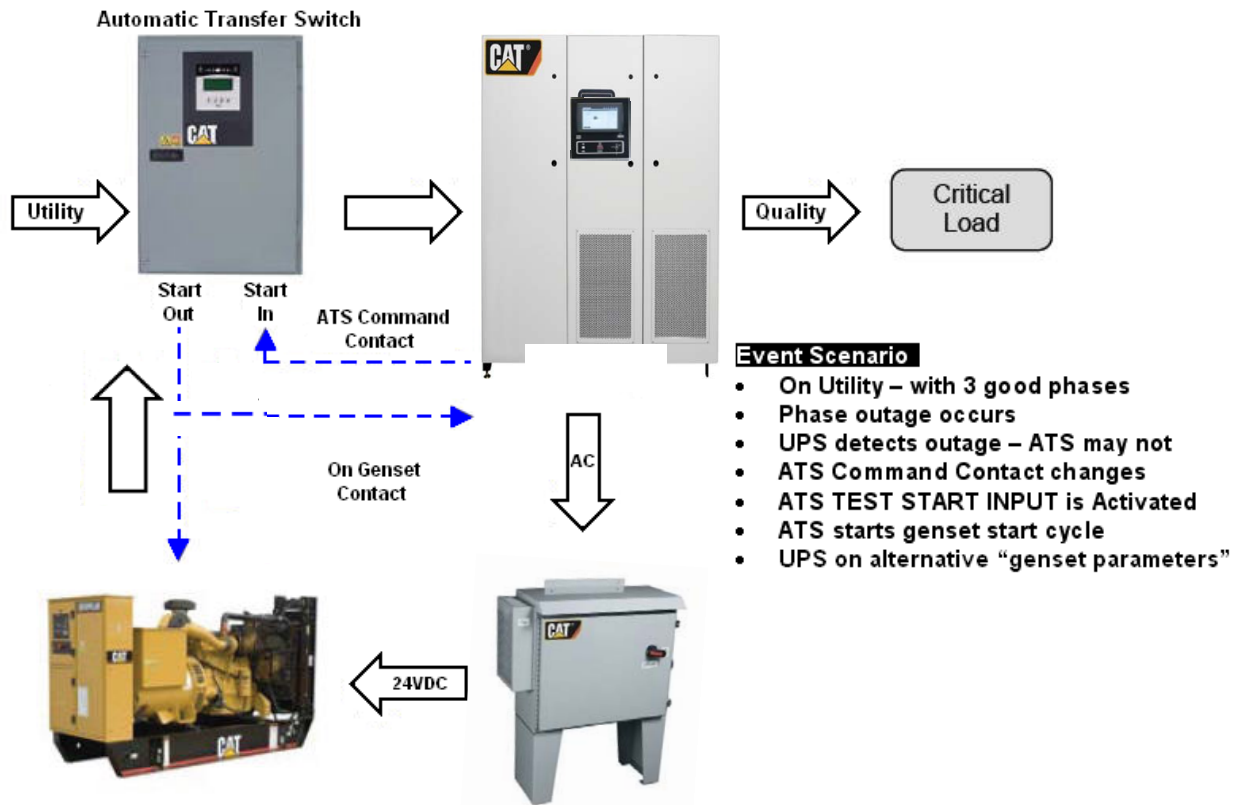 Automatic Transfer Switch
CAT
CAT
Utility
Quality
Critical
Load
Start
Out
Start
In
ATS Command
Contact
On Genset
Contact
AC
Event Scenario
• On Utility – with 3 good phases
• Phase outage occurs
• UPS detects outage – ATS may not
• ATS Command Contact changes
• ATS TEST START INPUT is Activated
• ATS starts genset start cycle
• UPS on alternative “genset parameters”
CAT
CAT
24VDC
CAT